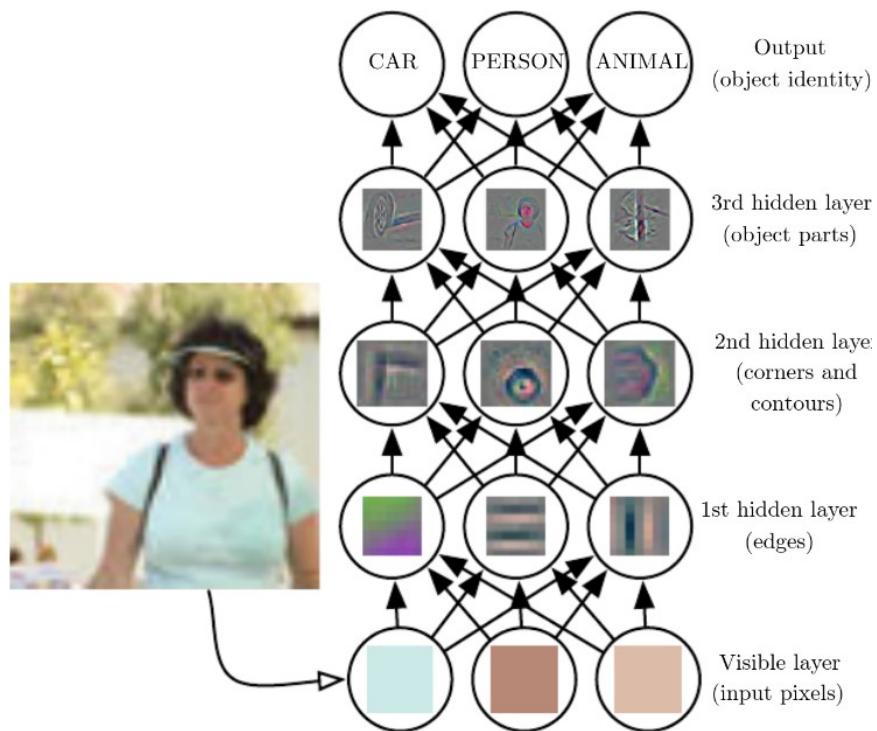 CAR PERSON ANIMAL
Output
(object identity)
3rd hidden layer
(object parts)
2nd hidden layer
(corners and
contours)
1st hidden layer
(edges)
Visible layer
(input pixels)